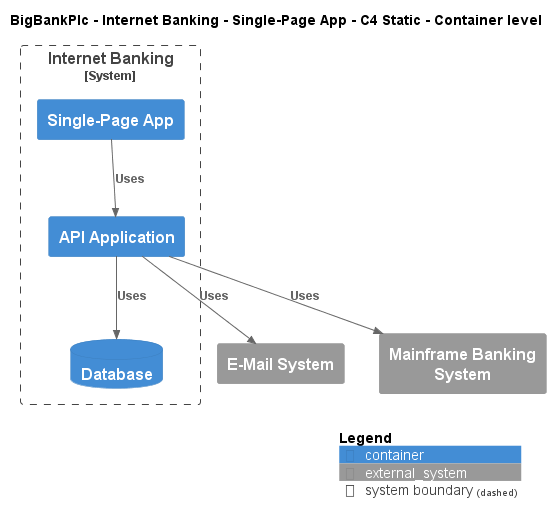 BigBankPlc - Internet Banking - Single-Page App - C4 Static - Container level
Internet Banking
[System]
Single-Page App
Uses
API Application
Uses
Uses
Uses
Database
E-Mail System
Mainframe Banking
System
Legend
container
external_system
system boundary (dashed)